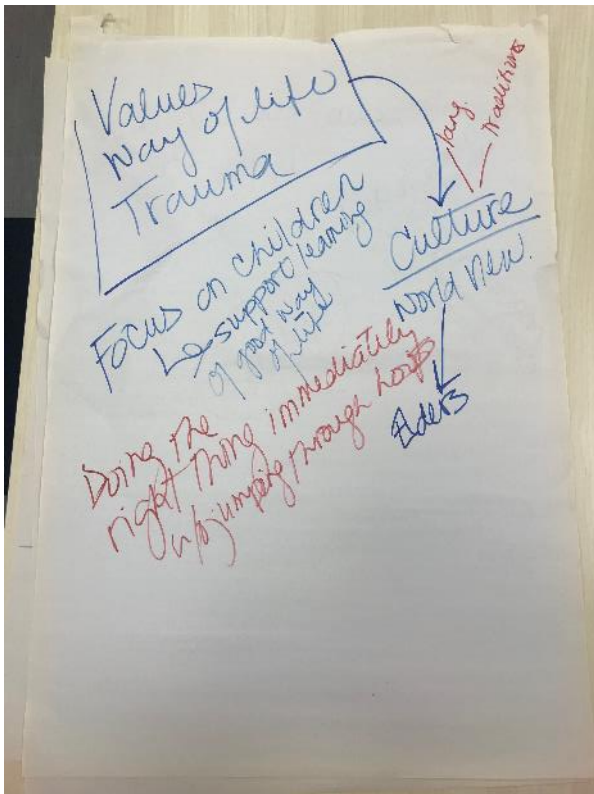 Values
Way of life
Trauma
lang.
Traditions
Culture
World View.
Elders
Focus on children
↳ support learning
of good way
of life
Doing the
right thing immediately
w/o jumping through hoops